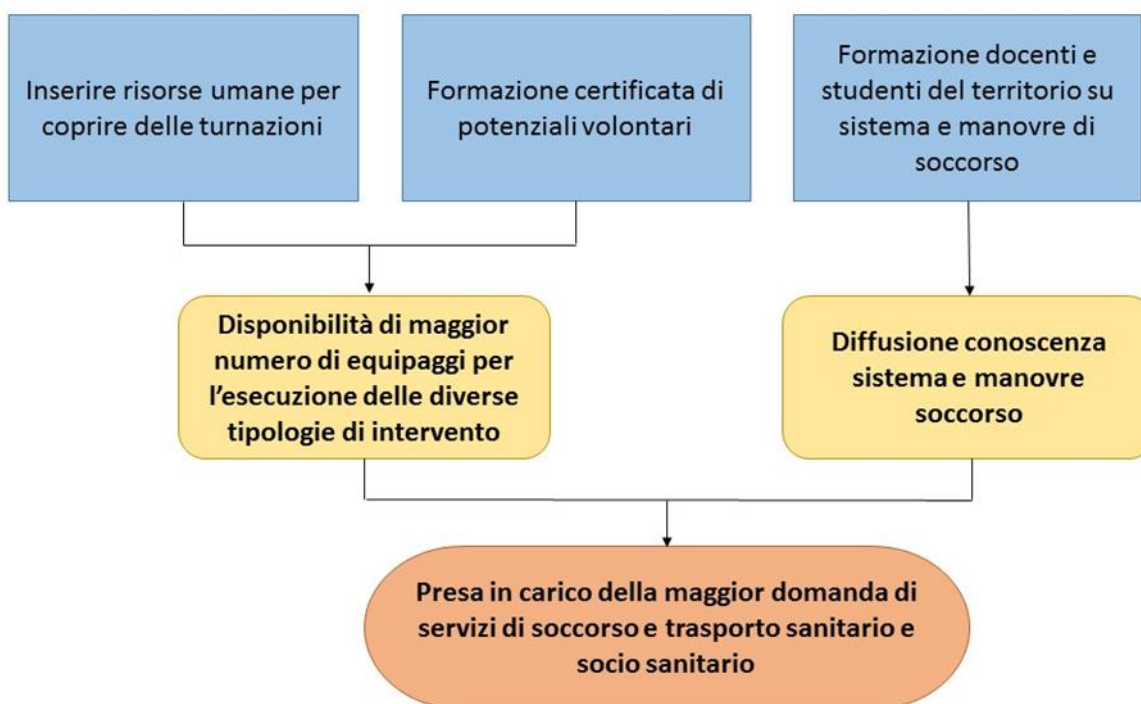 Inserire risorse umane per
coprire delle turnazioni
Formazione certificata di
potenziali volontari
Formazione docenti e
studenti del territorio su
sistema e manovre di
soccorso
Disponibilità di maggior
numero di equipaggi per
l'esecuzione delle diverse
tipologie di intervento
Diffusione conoscenza
sistema e manovre
soccorso
Presa in carico della maggior domanda di
servizi di soccorso e trasporto sanitario e
socio sanitario